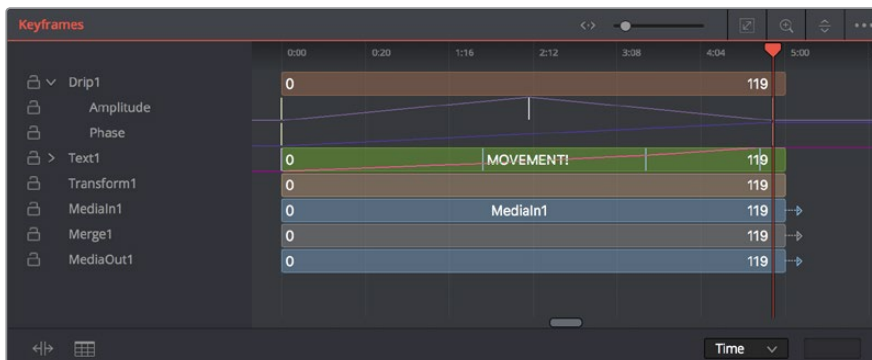 Keyframes
0:00 0:20 1:16 2:12 3:08 4:04 5:00
Drip1 0 119
Amplitude
Phase
Text1 0 MOVEMENT! 119
Transform1 0 119
MediaIn1 0 MediaIn1 119
Merge1 0 119
MediaOut1 0 119
Time